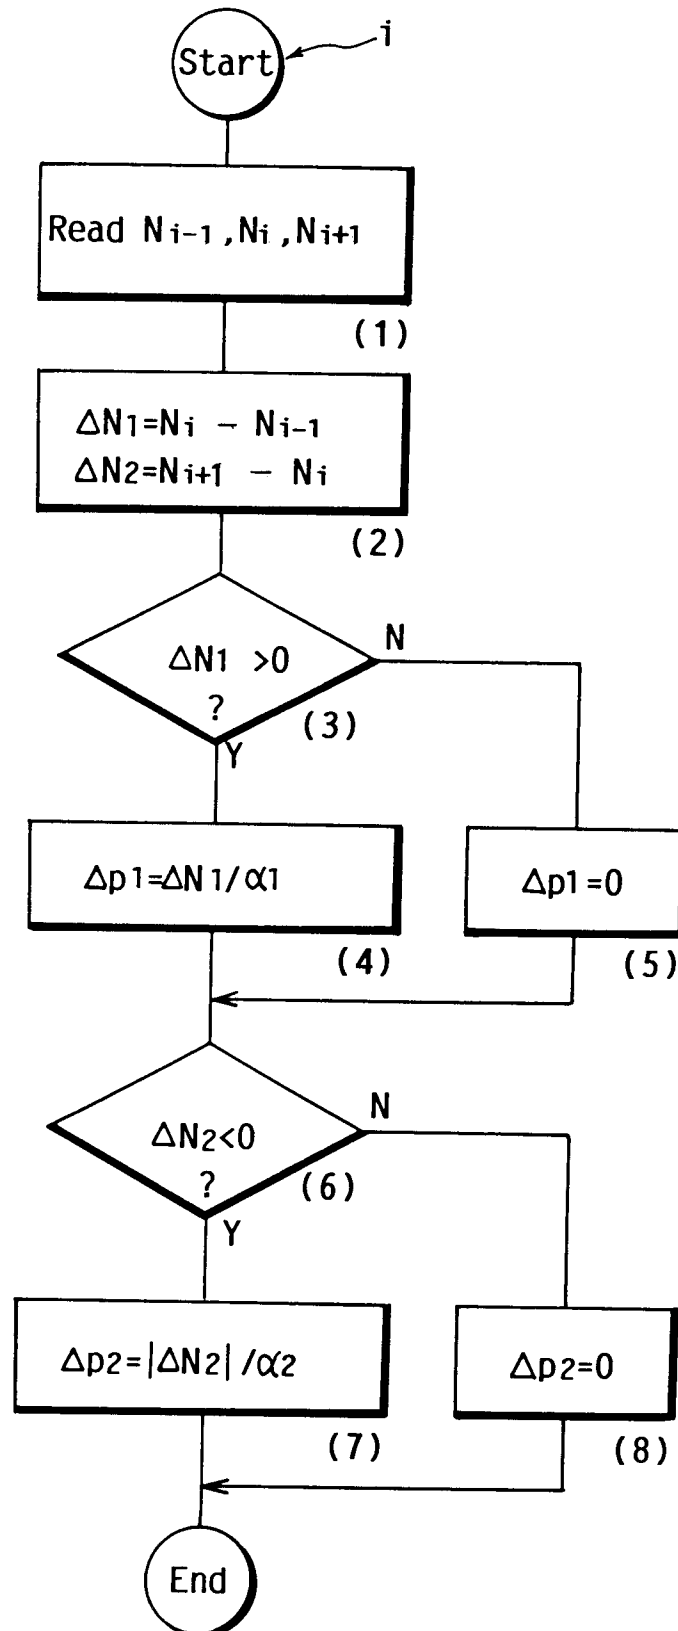 i
Start
Read Ni-1,Ni,Ni+1
(1)
ΔN1=Ni - Ni-1
ΔN2=Ni+1 - Ni
(2)
ΔN1 >0
?
(3)
N
Y
Δp1=ΔN1/α1
(4)
Δp1=0
(5)
ΔN2<0
?
(6)
N
Y
Δp2=|ΔN2|/α2
(7)
Δp2=0
(8)
End